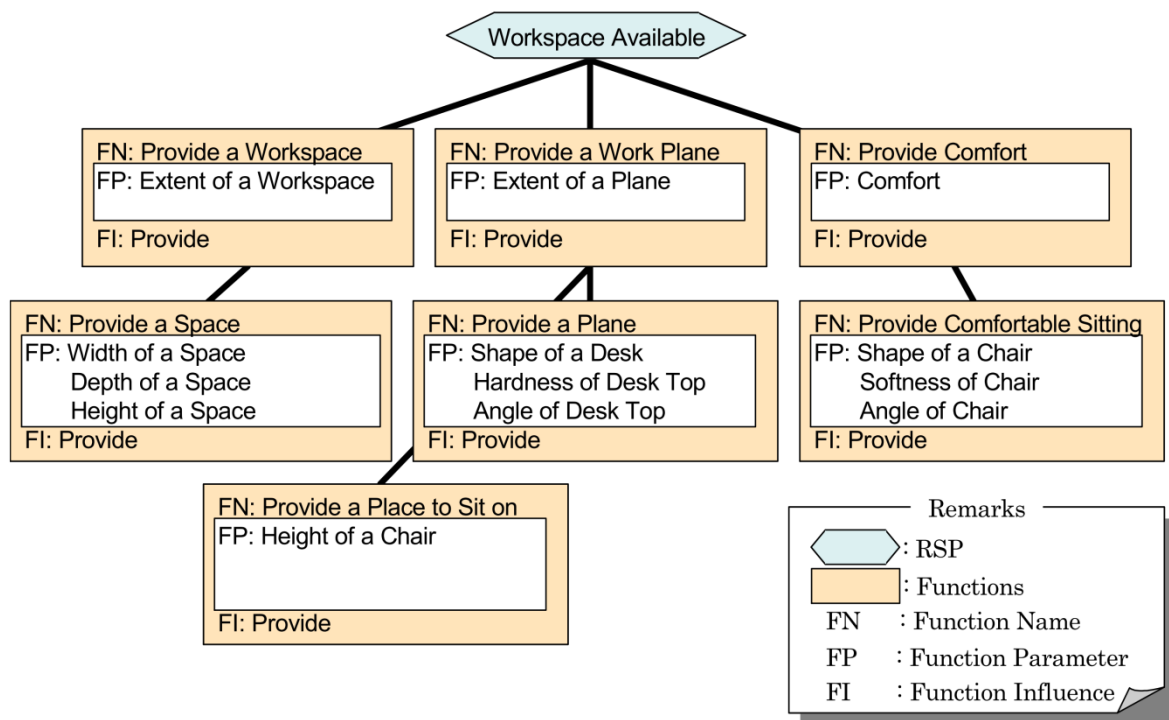 Workspace Available
FN: Provide a Workspace
FP: Extent of a Workspace
FI: Provide
FN: Provide a Work Plane
FP: Extent of a Plane
FI: Provide
FN: Provide Comfort
FP: Comfort
FI: Provide
FN: Provide a Space
FP: Width of a Space
Depth of a Space
Height of a Space
FI: Provide
FN: Provide a Plane
FP: Shape of a Desk
Hardness of Desk Top
Angle of Desk Top
FI: Provide
FN: Provide Comfortable Sitting
FP: Shape of a Chair
Softness of Chair
Angle of Chair
FI: Provide
FN: Provide a Place to Sit on
FP: Height of a Chair
FI: Provide
Remarks
: RSP
: Functions
FN : Function Name
FP : Function Parameter
FI : Function Influence